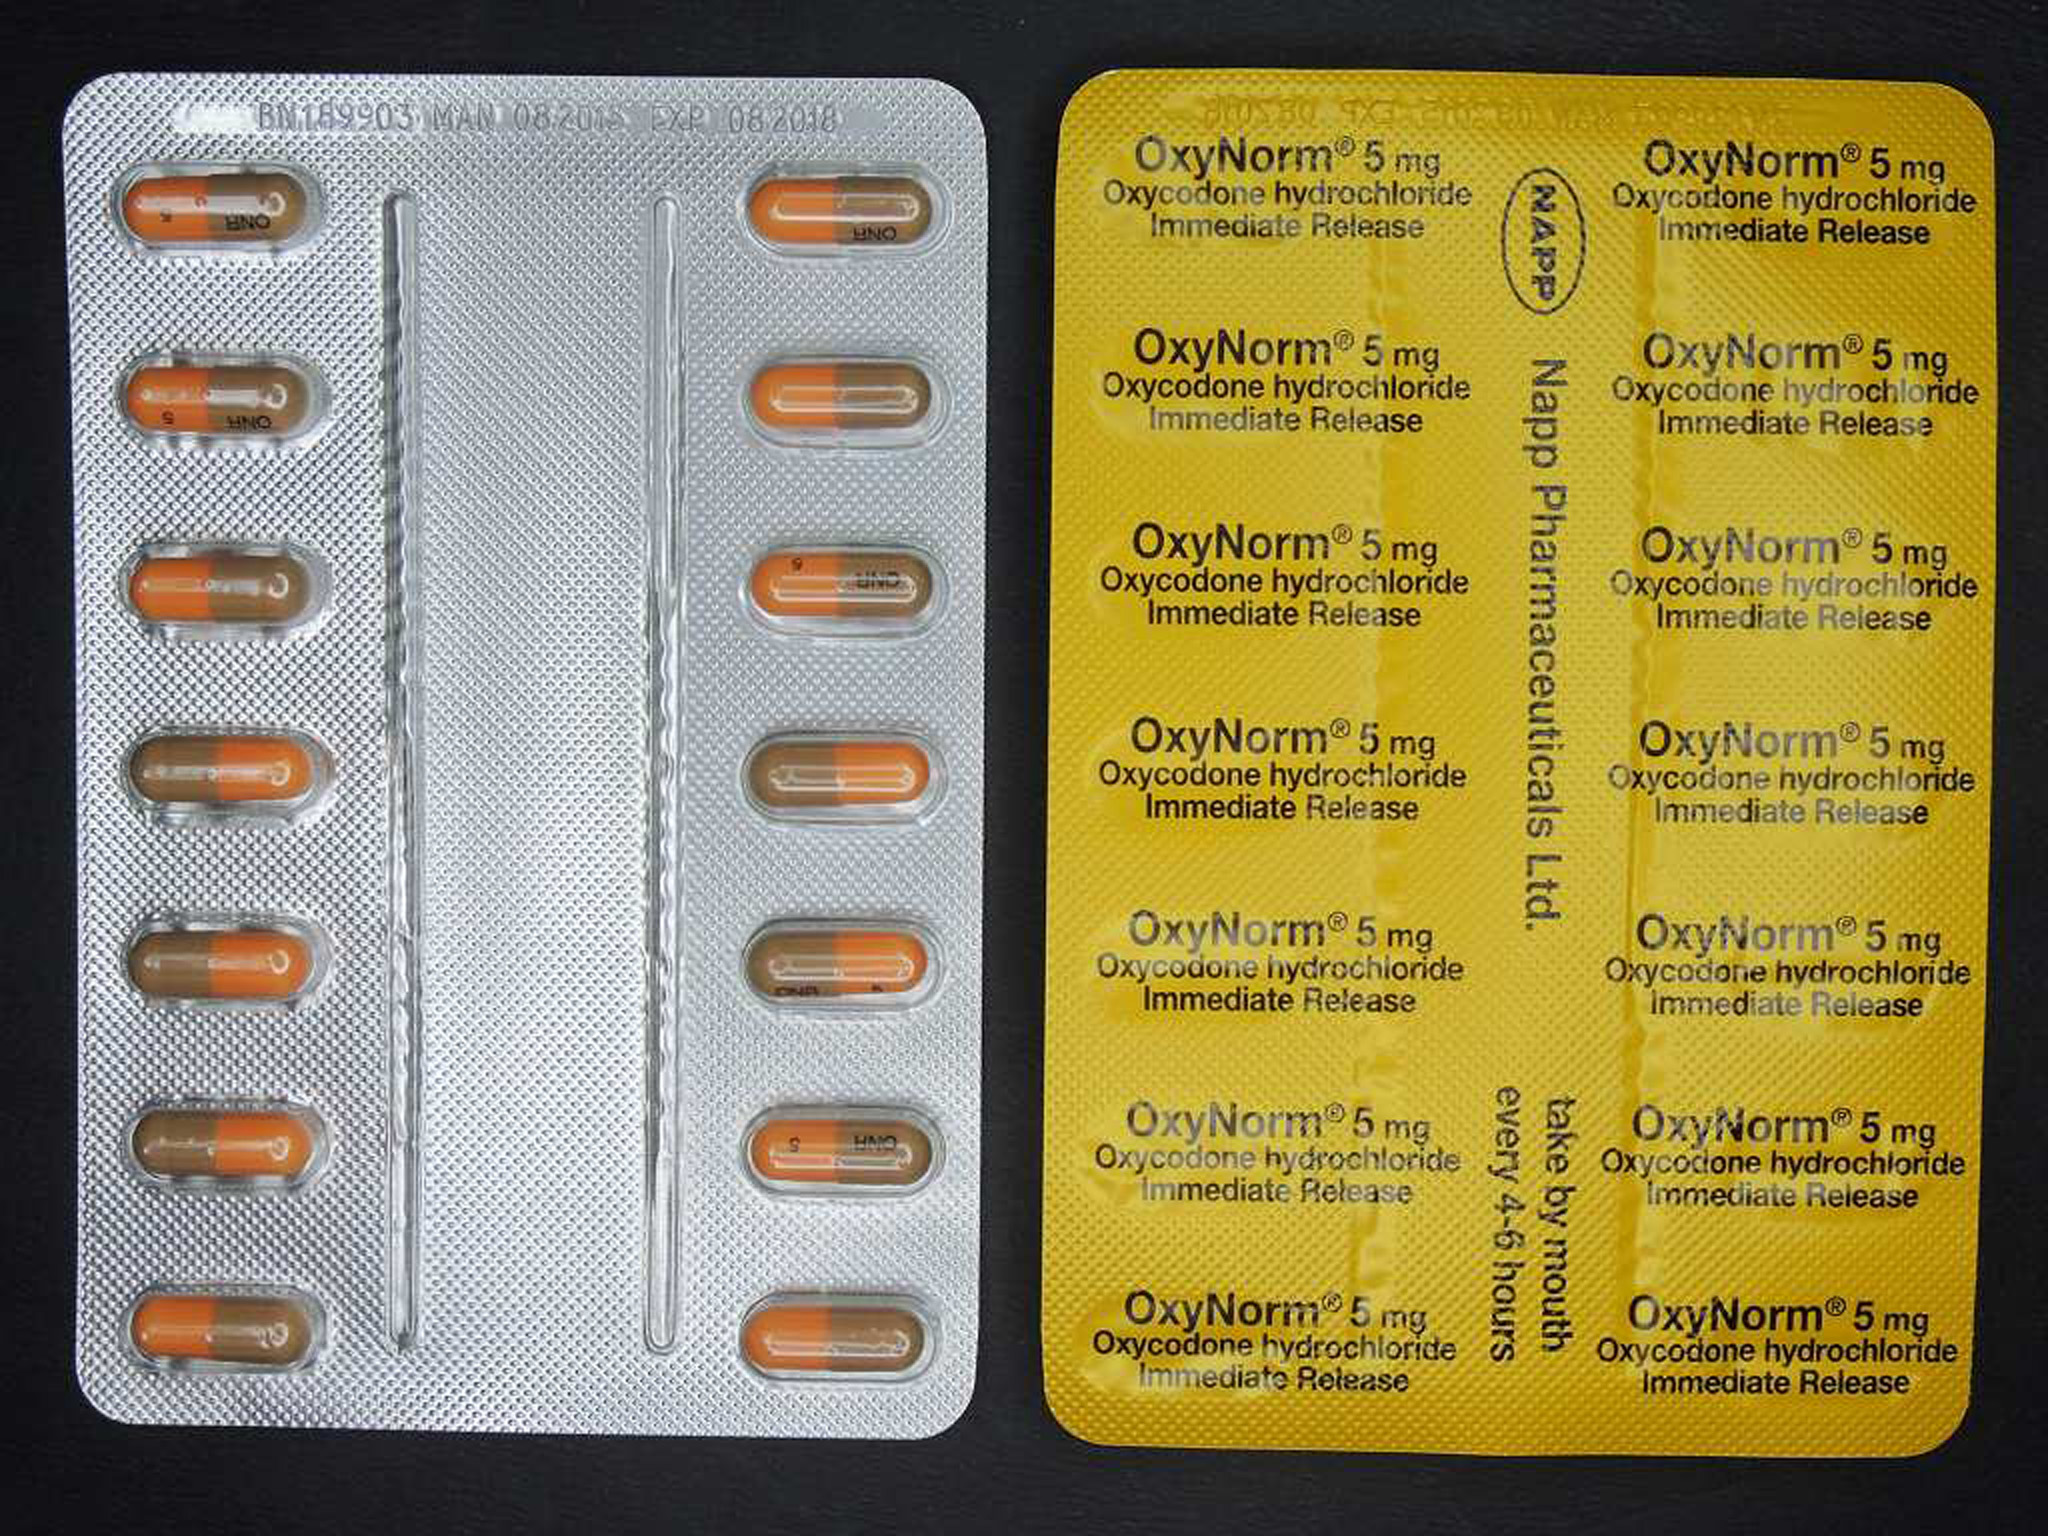 BN189903 MAN 082015 EXP 082018
ONR
5
ONR
ONR
5
ONR
5
ONR
5
ONR
OxyNorm® 5 mg
Oxycodone hydrochloride
Immediate Release
OxyNorm® 5 mg
Oxycodone hydrochloride
Immediate Release
OxyNorm® 5 mg
Oxycodone hydrochloride
Immediate Release
OxyNorm® 5 mg
Oxycodone hydrochloride
Immediate Release
OxyNorm® 5 mg
Oxycodone hydrochloride
Immediate Release
OxyNorm® 5 mg
Oxycodone hydrochloride
Immediate Release
OxyNorm® 5 mg
Oxycodone hydrochloride
Immediate Release
NAPP
Napp Pharmaceuticals Ltd.
take by mouth
every 4-6 hours
OxyNorm® 5 mg
Oxycodone hydrochloride
Immediate Release
OxyNorm® 5 mg
Oxycodone hydrochloride
Immediate Release
OxyNorm® 5 mg
Oxycodone hydrochloride
Immediate Release
OxyNorm® 5 mg
Oxycodone hydrochloride
Immediate Release
OxyNorm® 5 mg
Oxycodone hydrochloride
Immediate Release
OxyNorm® 5 mg
Oxycodone hydrochloride
Immediate Release
OxyNorm® 5 mg
Oxycodone hydrochloride
Immediate Release